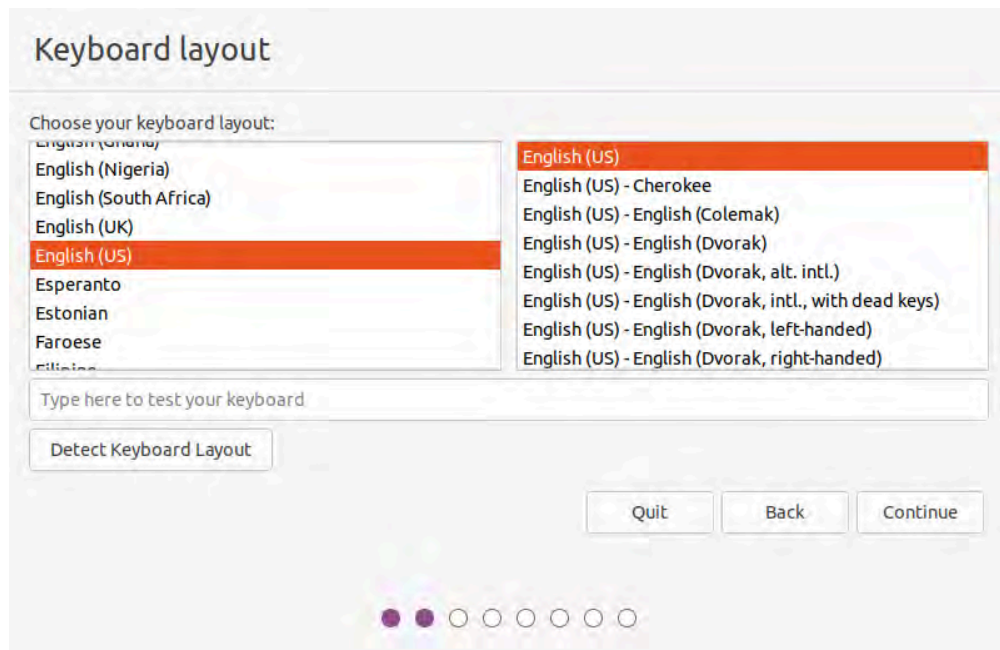 Keyboard layout
Choose your keyboard layout:
English (Ghana)
English (Nigeria)
English (South Africa)
English (UK)
English (US)
Esperanto
Estonian
Faroese
Filipino
English (US)
English (US) - Cherokee
English (US) - English (Colemak)
English (US) - English (Dvorak)
English (US) - English (Dvorak, alt. intl.)
English (US) - English (Dvorak, intl., with dead keys)
English (US) - English (Dvorak, left-handed)
English (US) - English (Dvorak, right-handed)
Type here to test your keyboard
Detect Keyboard Layout
Quit
Back
Continue